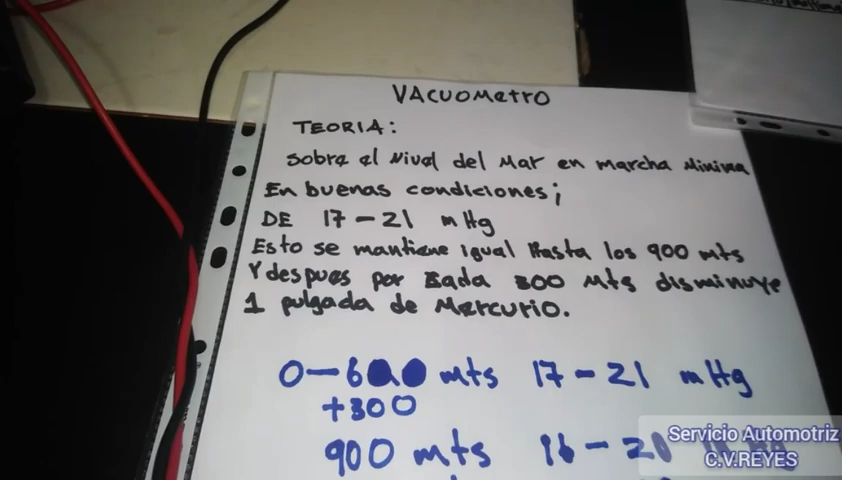 VACUOMETRO
TEORIA:
Sobre el Nivel del Mar en marcha Minima
En buenas condiciones;
DE 17-21 mHg
Esto se mantiene igual Hasta los 900 mts
Y despues por cada 300 Mts disminuye
1 pulgada de Mercurio.
0-600 mts 17-21 mHg
+300
900 mts 16-20
Servicio Automotriz
C.V.REYES